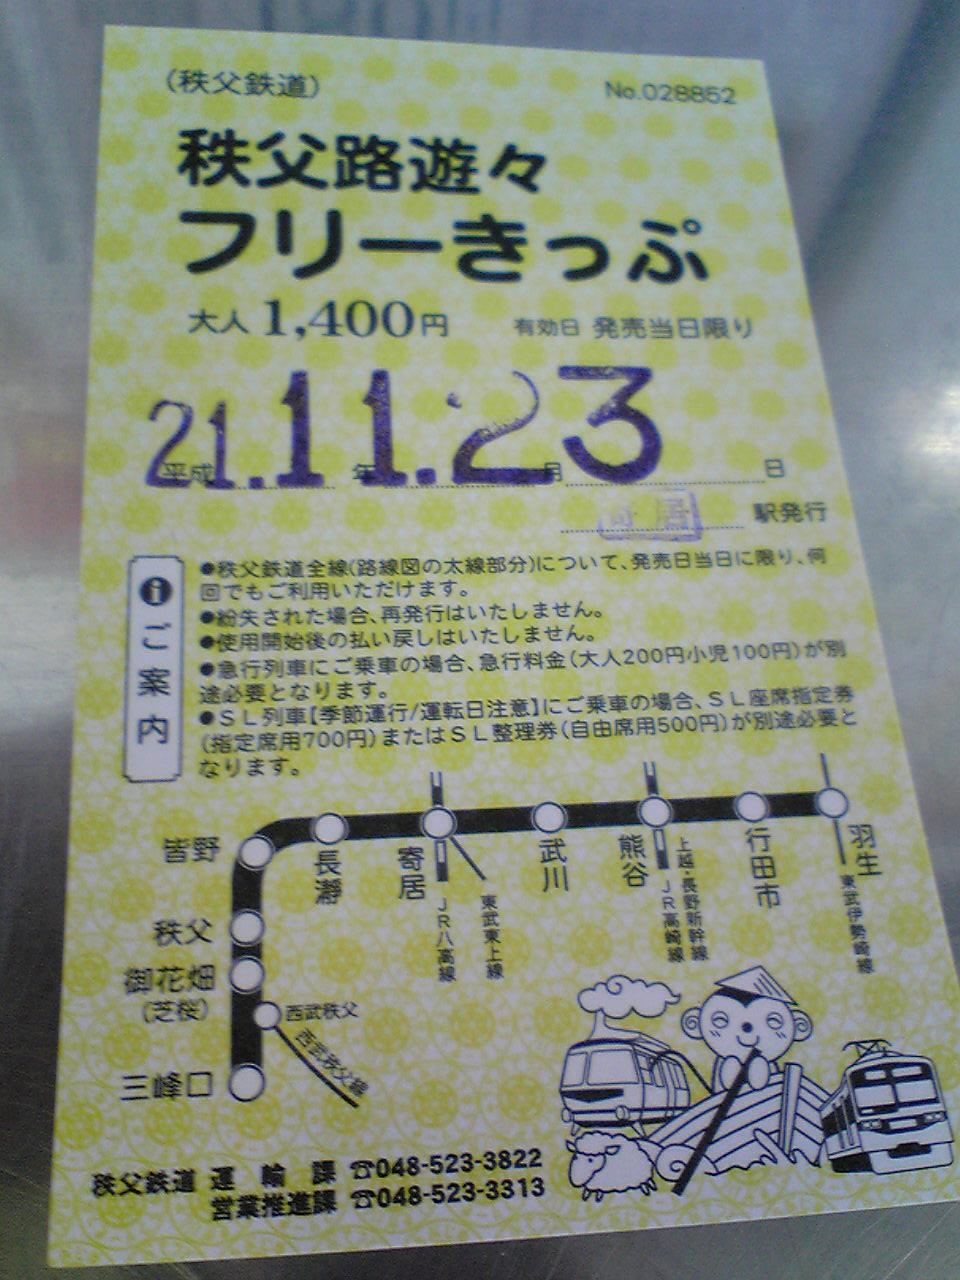 (秩父鉄道)
No.028852
秩父路遊々
フリーきっぷ
大人 1,400円 有効日 発売当日限り
平成 21.11.23 年 月 日
寄居 駅発行
ご案内
●秩父鉄道全線(路線図の太線部分)について、発売日当日に限り、何
回でもご利用いただけます。
●紛失された場合、再発行はいたしません。
●使用開始後の払い戻しはいたしません。
●急行列車にご乗車の場合、急行料金(大人200円小児100円)が別
途必要となります。
●SL列車【季節運行/運転日注意】にご乗車の場合、SL座席指定券
(指定席用700円)またはSL整理券(自由席用500円)が別途必要と
なります。
皆野
長瀞
寄居
武川
熊谷
行田市
羽生
JR八高線
東武東上線
JR高崎線
上越・長野新幹線
東武伊勢崎線
秩父
御花畑
(芝桜)
西武秩父
西武秩父線
三峰口
秩父鉄道 運輸課 ☎048-523-3822
営業推進課 ☎048-523-3313